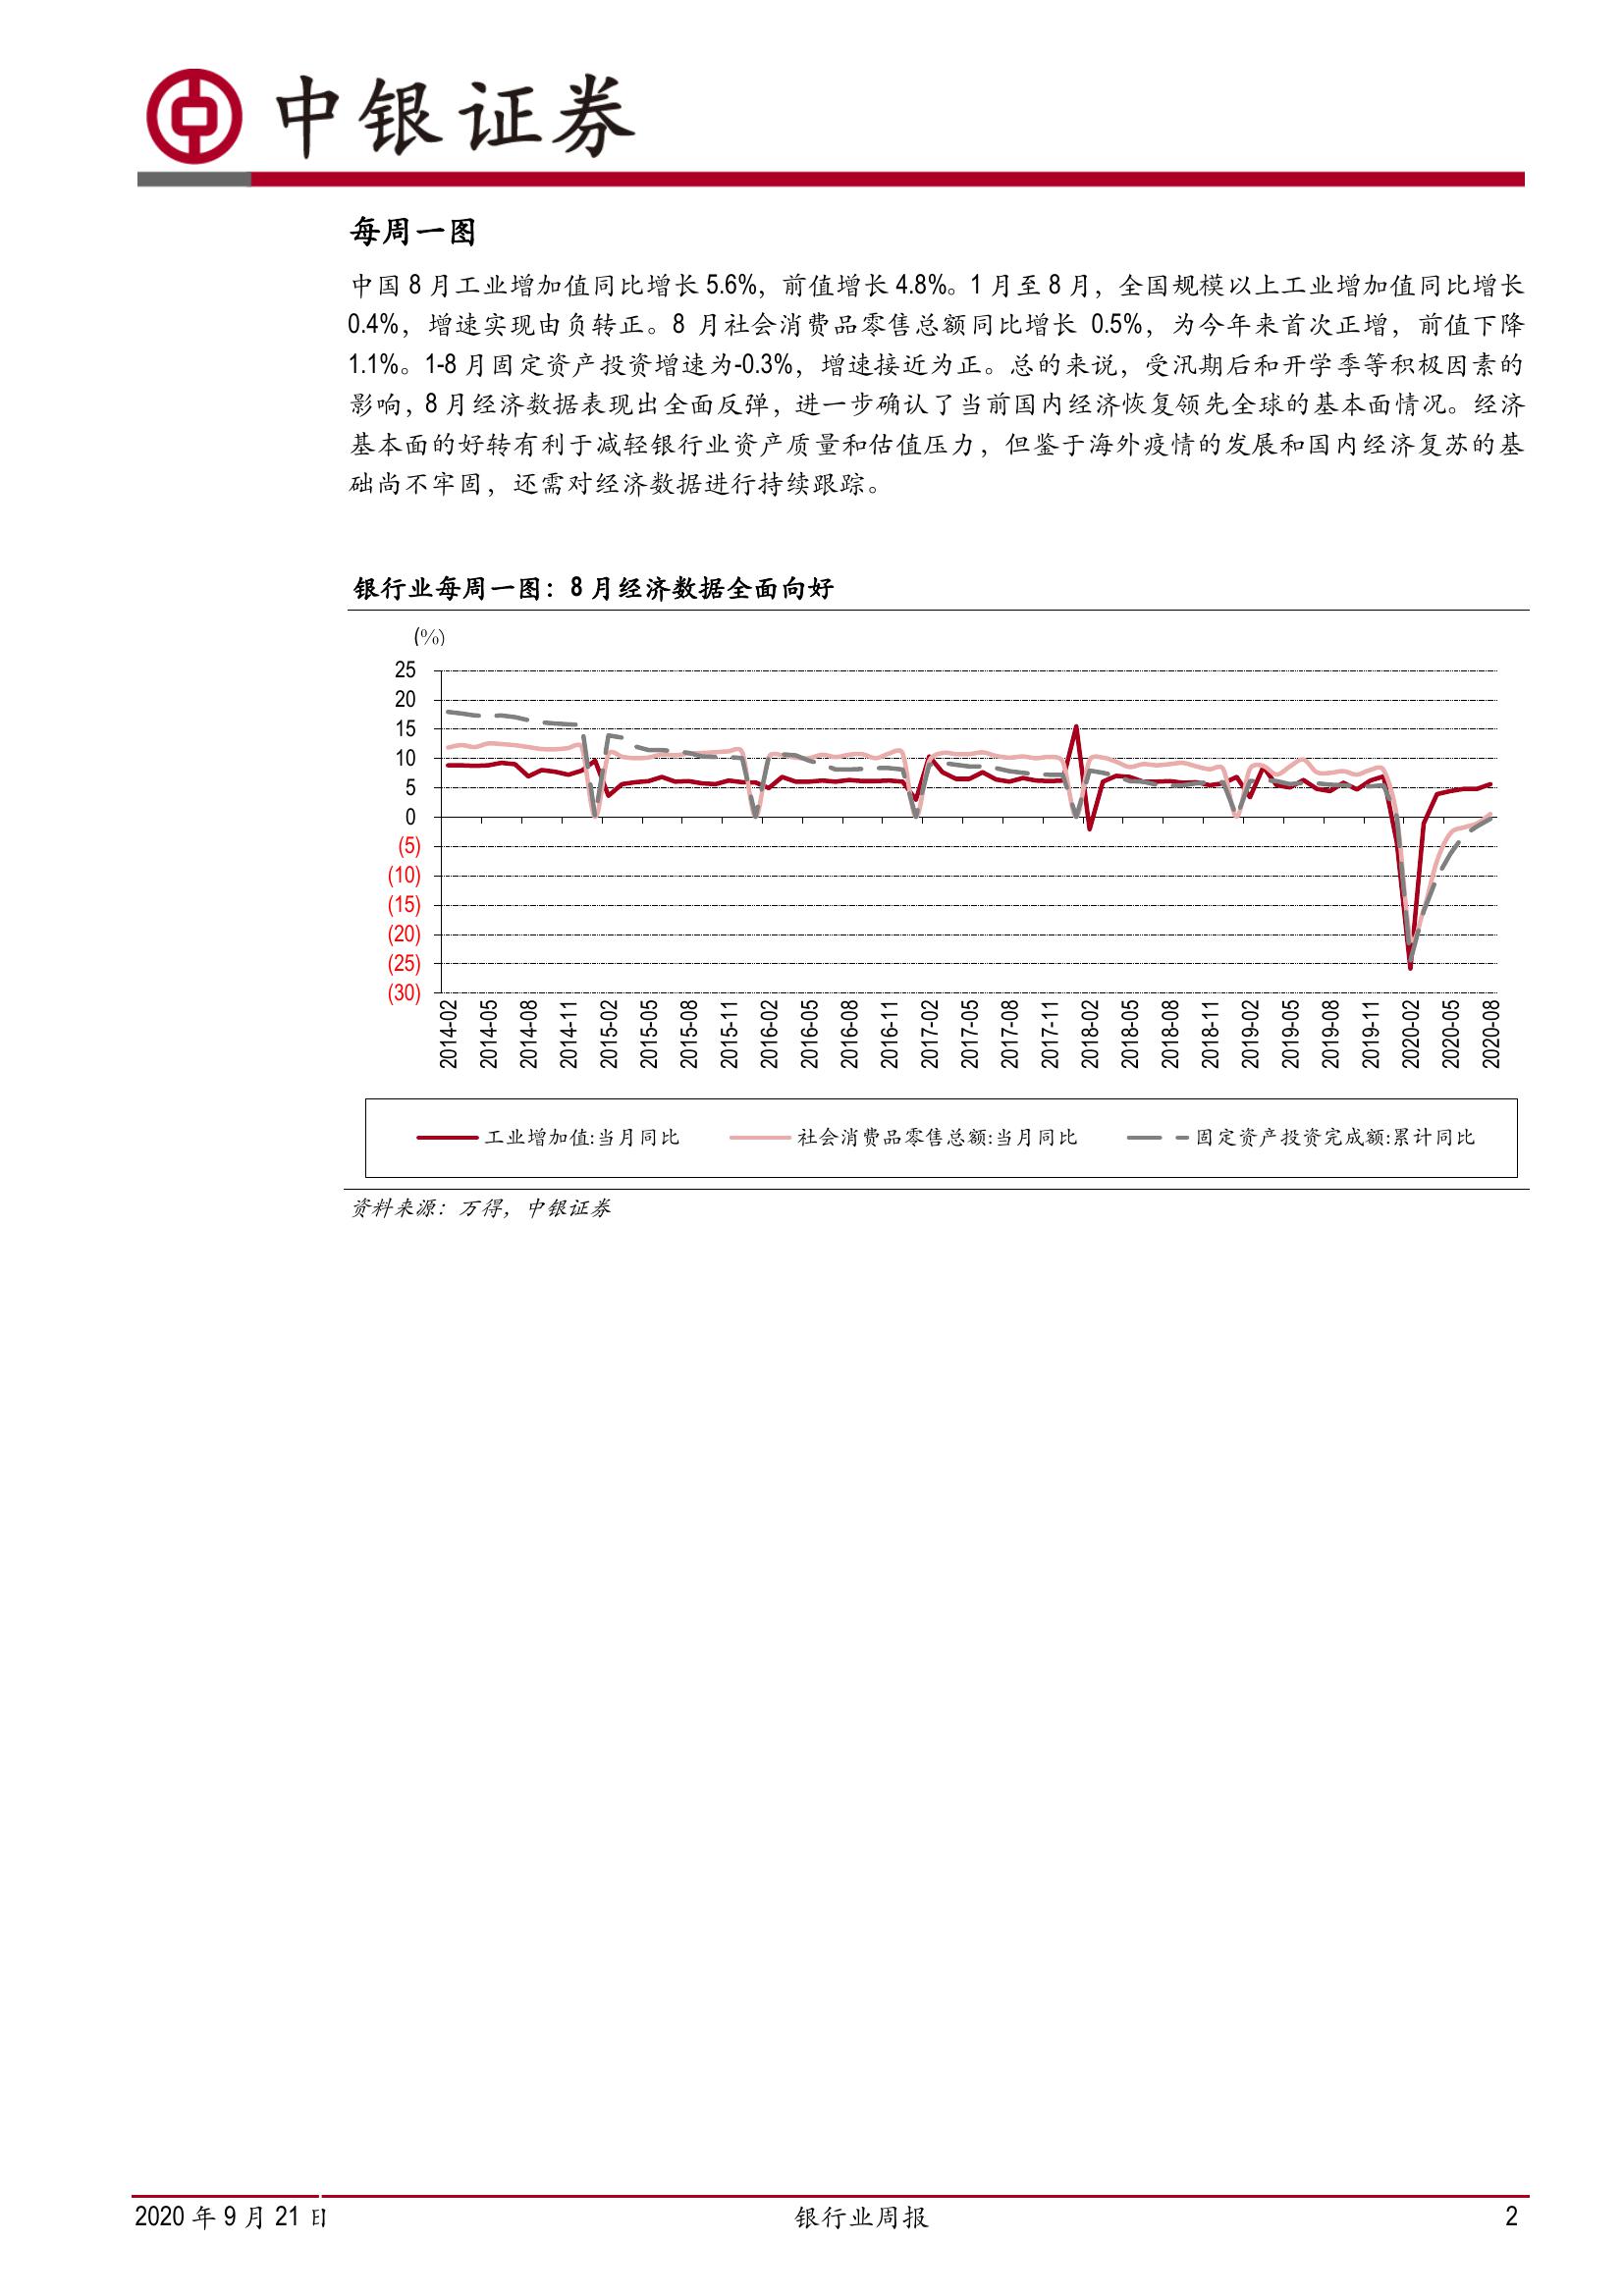 中银证券
每周一图
中国 8 月工业增加值同比增长 5.6%，前值增长 4.8%。1 月至 8 月，全国规模以上工业增加值同比增长
0.4%，增速实现由负转正。8 月社会消费品零售总额同比增长 0.5%，为今年来首次正增，前值下降
1.1%。1-8 月固定资产投资增速为-0.3%，增速接近为正。总的来说，受汛期后和开学季等积极因素的
影响，8 月经济数据表现出全面反弹，进一步确认了当前国内经济恢复领先全球的基本面情况。经济
基本面的好转有利于减轻银行业资产质量和估值压力，但鉴于海外疫情的发展和国内经济复苏的基
础尚不牢固，还需对经济数据进行持续跟踪。
银行业每周一图：8 月经济数据全面向好
(%)
25
20
15
10
5
0
(5)
(10)
(15)
(20)
(25)
(30)
2014-02 2014-05 2014-08 2014-11 2015-02 2015-05 2015-08 2015-11 2016-02 2016-05 2016-08 2016-11 2017-02 2017-05 2017-08 2017-11 2018-02 2018-05 2018-08 2018-11 2019-02 2019-05 2019-08 2019-11 2020-02 2020-05 2020-08
工业增加值:当月同比 社会消费品零售总额:当月同比 固定资产投资完成额:累计同比
资料来源：万得，中银证券
2020 年 9 月 21 日 银行业周报 2